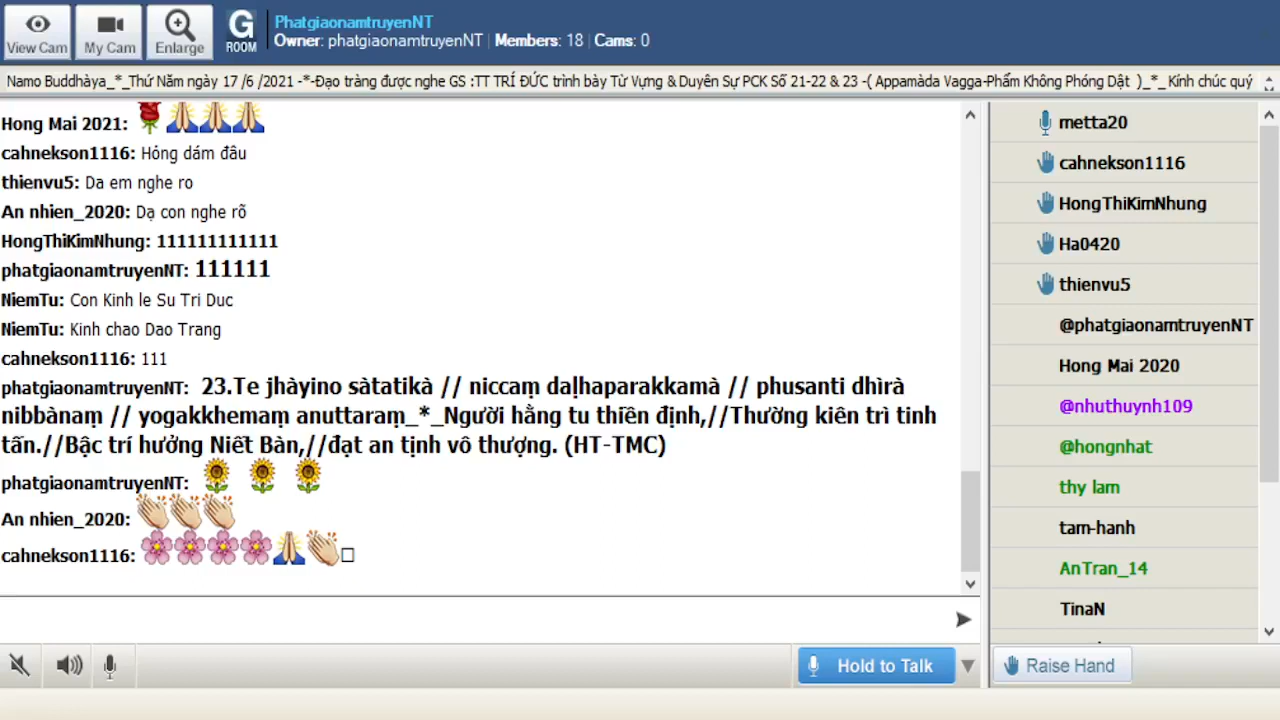 View Cam
My Cam
Enlarge
G
ROOM
PhatgiaonamtruyenNT
Owner: phatgiaonamtruyenNT | Members: 18 | Cams: 0
Namo Buddhàya_*_Thứ Năm ngày 17 /6 /2021 -*-Đạo tràng được nghe GS :TT TRÍ ĐỨC trình bày Từ Vựng & Duyên Sự PCK Số 21-22 & 23 -( Appamàda Vagga-Phẩm Không Phóng Dật )_*_Kính chúc quý
Hong Mai 2021:
cahnekson1116: Hỏng dám đâu
thienvu5: Da em nghe ro
An nhien_2020: Dạ con nghe rõ
HongThiKimNhung: 111111111111
phatgiaonamtruyenNT: 111111
NiemTu: Con Kinh le Su Tri Duc
NiemTu: Kinh chao Dao Trang
cahnekson1116: 111
phatgiaonamtruyenNT: 23.Te jhàyino sàtatikà // niccaṃ daḷhaparakkamà // phusanti dhìrà
nibbànaṃ // yogakkhemaṃ anuttaraṃ_*_Người hằng tu thiền định,//Thường kiên trì tinh
tấn.//Bậc trí hưởng Niết Bàn,//đạt an tịnh vô thượng. (HT-TMC)
phatgiaonamtruyenNT:
An nhien_2020:
cahnekson1116:
metta20
cahnekson1116
HongThiKimNhung
Ha0420
thienvu5
@phatgiaonamtruyenNT
Hong Mai 2020
@nhuthuynh109
@hongnhat
thy lam
tam-hanh
AnTran_14
TinaN
Hold to Talk
Raise Hand